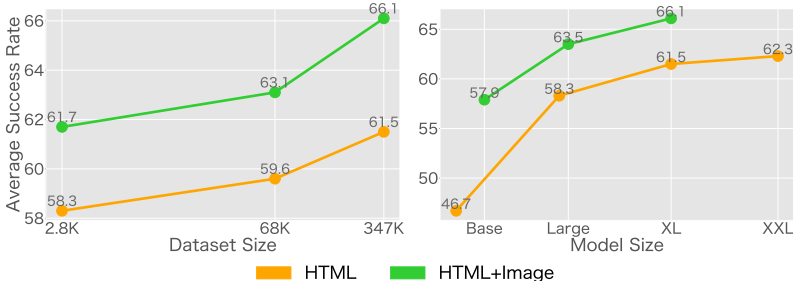 Average Success Rate
66
64
62
60
58
61.7
63.1
66.1
58.3
59.6
61.5
2.8K
68K
347K
Dataset Size
65
60
55
50
57.9
63.5
66.1
46.7
58.3
61.5
62.3
Base
Large
XL
XXL
Model Size
HTML
HTML+Image